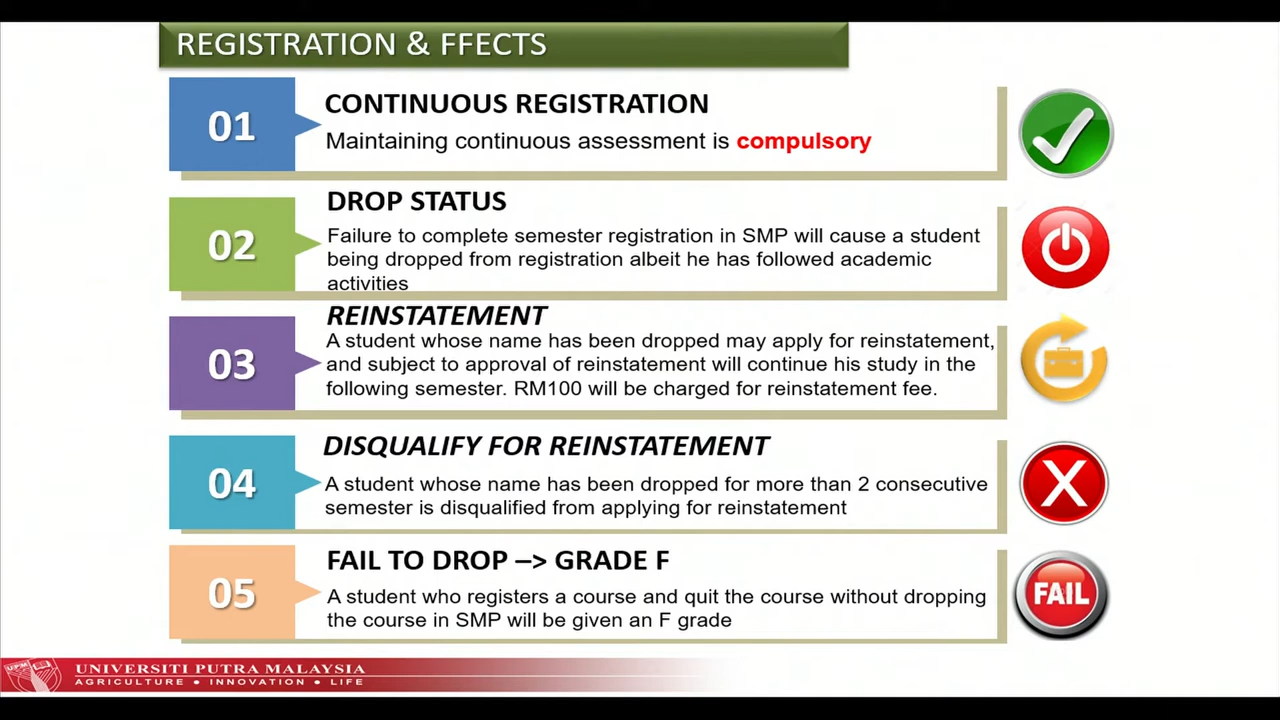 REGISTRATION & FFECTS
01
CONTINUOUS REGISTRATION
Maintaining continuous assessment is compulsory
02
DROP STATUS
Failure to complete semester registration in SMP will cause a student
being dropped from registration albeit he has followed academic
activities
03
REINSTATEMENT
A student whose name has been dropped may apply for reinstatement,
and subject to approval of reinstatement will continue his study in the
following semester. RM100 will be charged for reinstatement fee.
04
DISQUALIFY FOR REINSTATEMENT
A student whose name has been dropped for more than 2 consecutive
semester is disqualified from applying for reinstatement
05
FAIL TO DROP –> GRADE F
A student who registers a course and quit the course without dropping
the course in SMP will be given an F grade
FAIL
UPM
UNIVERSITI PUTRA MALAYSIA
AGRICULTURE • INNOVATION • LIFE